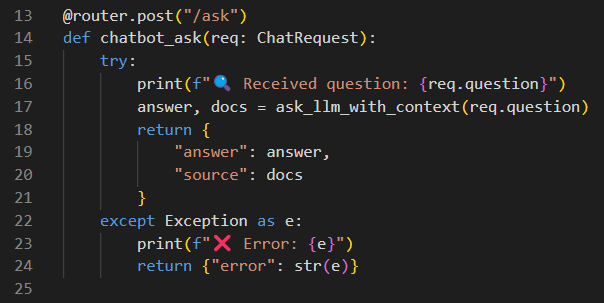 13 @router.post("/ask")
14 def chatbot_ask(req: ChatRequest):
15     try:
16         print(f"🔍 Received question: {req.question}")
17         answer, docs = ask_llm_with_context(req.question)
18         return {
19             "answer": answer,
20             "source": docs
21         }
22     except Exception as e:
23         print(f"❌ Error: {e}")
24         return {"error": str(e)}
25